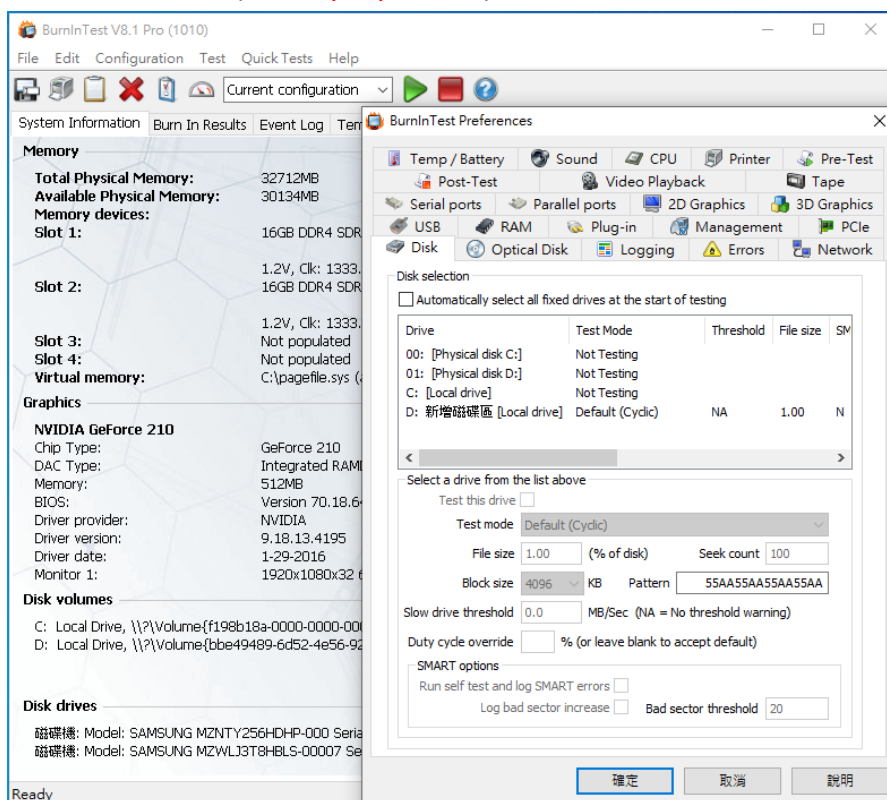 BurnInTest V8.1 Pro (1010)
File Edit Configuration Test Quick Tests Help
Current configuration
System Information Burn In Results Event Log
Memory
Total Physical Memory: 32712MB
Available Physical Memory: 30134MB
Memory devices:
Slot 1: 16GB DDR4 SDR
1.2V, Clk: 1333.
Slot 2: 16GB DDR4 SDR
1.2V, Clk: 1333.
Slot 3: Not populated
Slot 4: Not populated
Virtual memory: C:\pagefile.sys
Graphics
NVIDIA GeForce 210
Chip Type: GeForce 210
DAC Type: Integrated RAMD
Memory: 512MB
BIOS: Version 70.18.6
Driver provider: NVIDIA
Driver version: 9.18.13.4195
Driver date: 1-29-2016
Monitor 1: 1920x1080x32
Disk volumes
C: Local Drive, \\?\Volume{f198b18a-0000-0000-00
D: Local Drive, \\?\Volume{bbe49489-6d52-4e56-92
Disk drives
磁碟機: Model: SAMSUNG MZNTY256HDHP-000 Seria
磁碟機: Model: SAMSUNG MZWLJ3T8HBLS-00007 Se
Ready
BurnInTest Preferences
Temp / Battery Sound CPU Printer Pre-Test
Post-Test Video Playback Tape
Serial ports Parallel ports 2D Graphics 3D Graphics
USB RAM Plug-in Management PCIe
Disk Optical Disk Logging Errors Network
Disk selection
Automatically select all fixed drives at the start of testing
Drive Test Mode Threshold File size SM
00: [Physical disk C:] Not Testing
01: [Physical disk D:] Not Testing
C: [Local drive] Not Testing
D: 新增磁碟區 [Local drive] Default (Cyclic) NA 1.00 N
Select a drive from the list above
Test this drive
Test mode Default (Cyclic)
File size 1.00 (% of disk) Seek count 100
Block size 4096 KB Pattern 55AA55AA55AA55AA
Slow drive threshold 0.0 MB/Sec (NA = No threshold warning)
Duty cycle override % (or leave blank to accept default)
SMART options
Run self test and log SMART errors
Log bad sector increase Bad sector threshold 20
確定 取消 說明